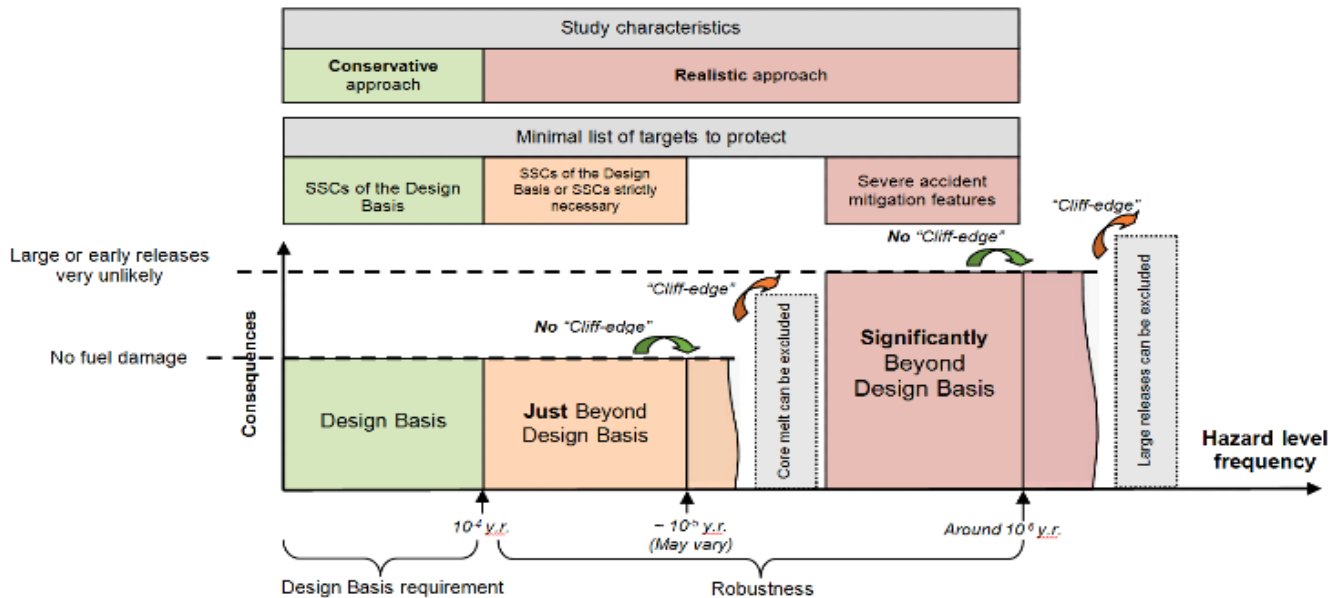 Study characteristics
Conservative
approach
Realistic approach
Minimal list of targets to protect
SSCs of the Design
Basis
SSCs of the Design
Basis or SSCs strictly
necessary
Severe accident
mitigation features
"Cliff-edge"
No "Cliff-edge"
Large or early releases
very unlikely
"Cliff-edge"
No "Cliff-edge"
No fuel damage
Consequences
Design Basis
Just Beyond
Design Basis
Core melt can be excluded
Significantly
Beyond
Design Basis
Large releases can be excluded
Hazard level
frequency
10⁻⁴ y.r.
~ 10⁻⁵ y.r.
(May vary)
Around 10⁻⁶ y.r.
Design Basis requirement
Robustness